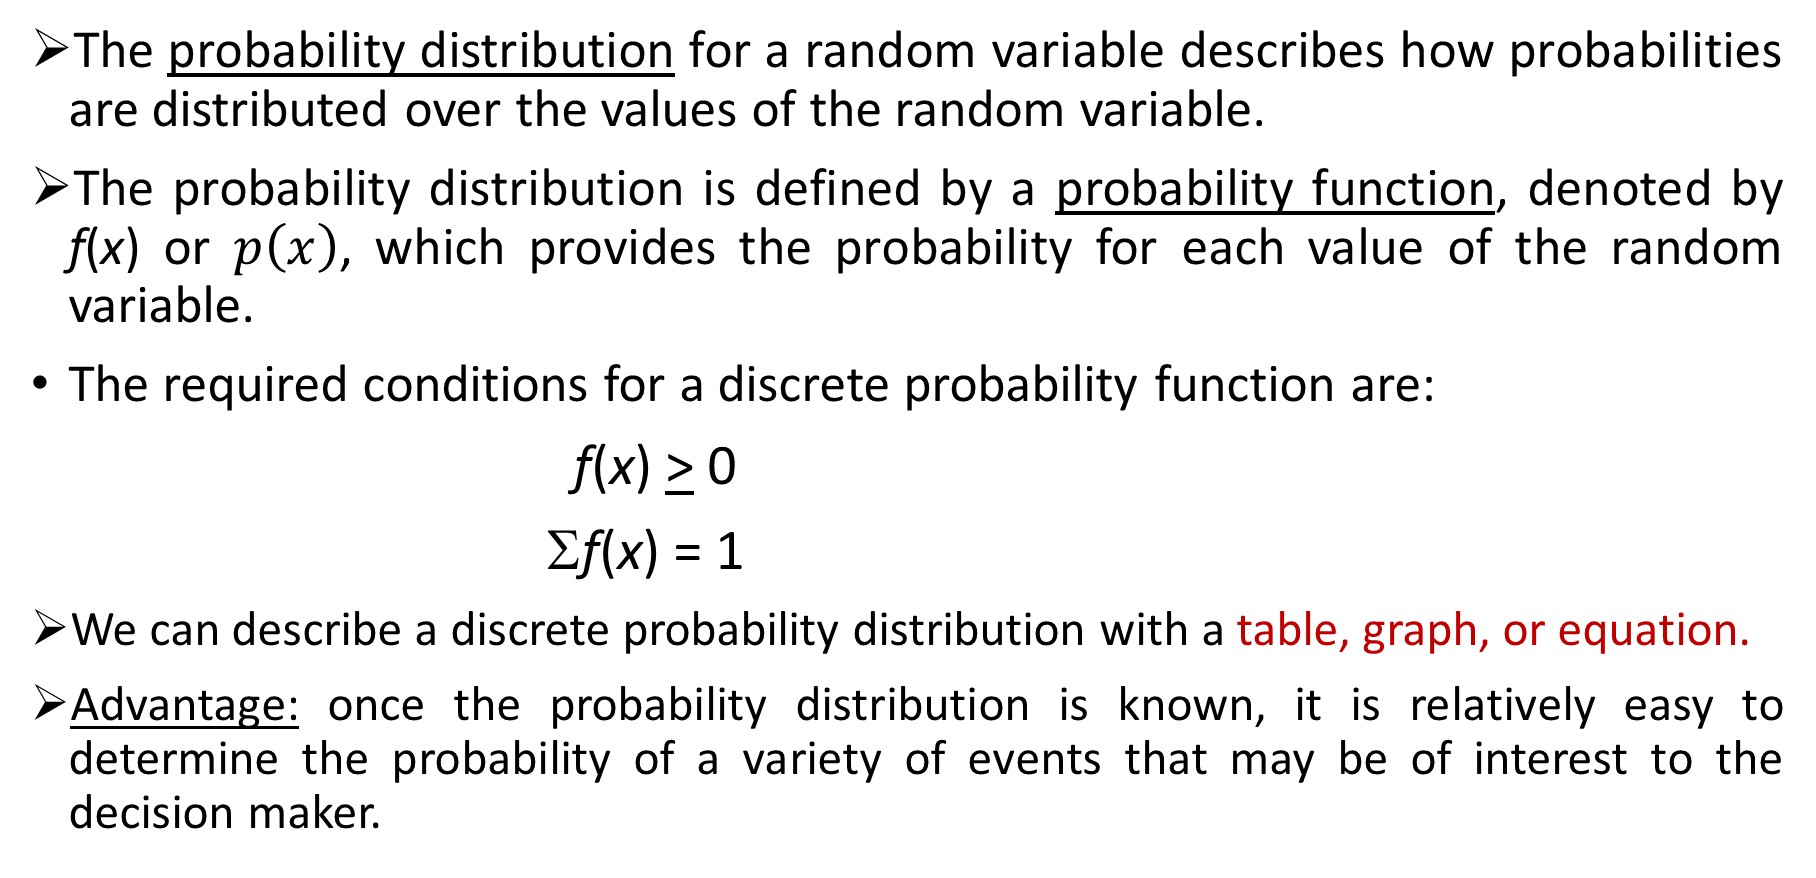 ➢The probability distribution for a random variable describes how probabilities
are distributed over the values of the random variable.
➢The probability distribution is defined by a probability function, denoted by
f(x) or p(x), which provides the probability for each value of the random
variable.
• The required conditions for a discrete probability function are:
f(x) ≥ 0
Σf(x) = 1
➢We can describe a discrete probability distribution with a table, graph, or equation.
➢Advantage: once the probability distribution is known, it is relatively easy to
determine the probability of a variety of events that may be of interest to the
decision maker.